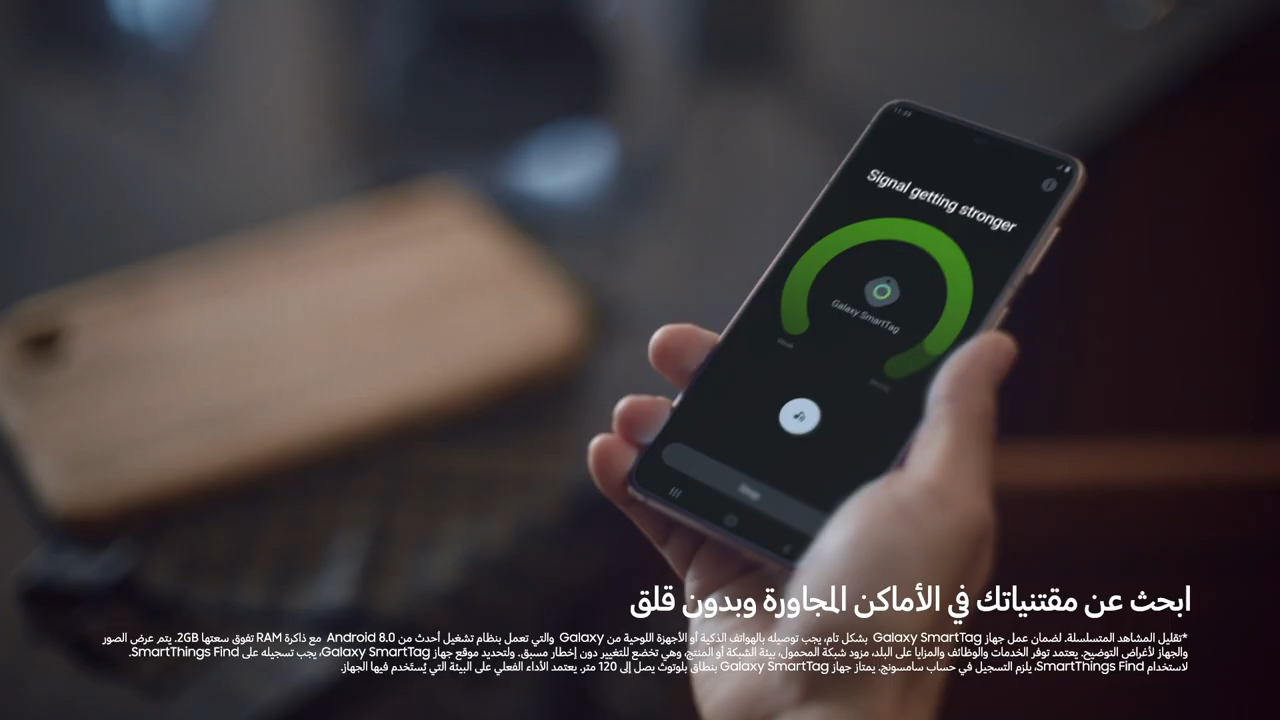 Signal getting stronger
Galaxy SmartTag
Weak
Strong
Stop
ابحث عن مقتنياتك في الأماكن المجاورة وبدون قلق
*تقليل المشاهد المتسلسلة. لضمان عمل جهاز Galaxy SmartTag بشكل تام، يجب توصيله بالهواتف الذكية أو الأجهزة اللوحية من Galaxy والتي تعمل بنظام تشغيل أحدث من Android 8.0 مع ذاكرة RAM تفوق سعتها 2GB. يتم عرض الصور
والجهاز لأغراض التوضيح. يعتمد توفر الخدمات والوظائف والمزايا على البلد، مزود شبكة المحمول، بيئة الشبكة أو المنتج، وهي تخضع للتغيير دون إخطار مسبق. ولتحديد موقع جهاز Galaxy SmartTag، يجب تسجيله على SmartThings Find.
لاستخدام SmartThings Find، يلزم التسجيل في حساب سامسونج. يمتاز جهاز Galaxy SmartTag بنطاق بلوتوث يصل إلى 120 متر. يعتمد الأداء الفعلي على البيئة التي يُستَخدم فيها الجهاز.